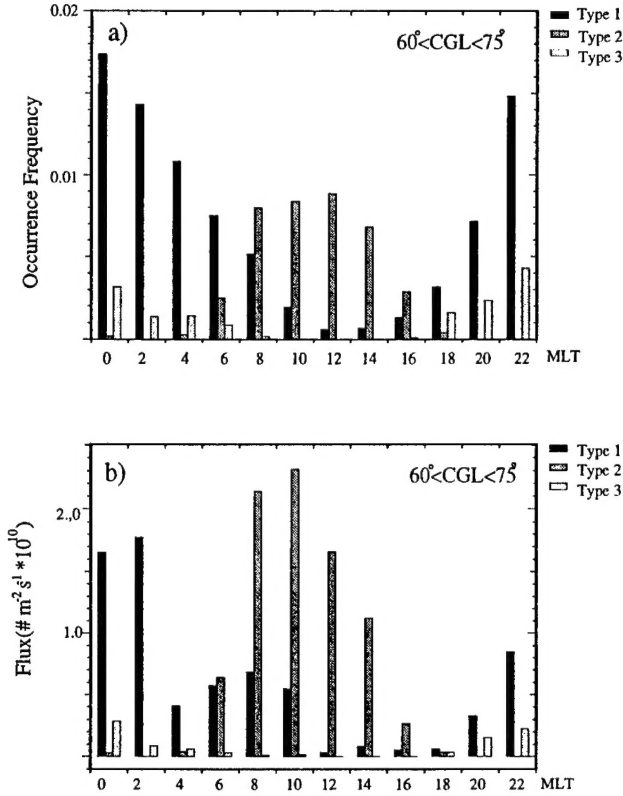 0.02
a)
60°<CGL<75°
Type 1
Type 2
Type 3
0.01
Occurrence Frequency
0 2 4 6 8 10 12 14 16 18 20 22 MLT
b)
60°<CGL<75°
Type 1
Type 2
Type 3
2.,0
1.0
Flux(# m⁻² s⁻¹ *10¹⁰)
0 2 4 6 8 10 12 14 16 18 20 22 MLT